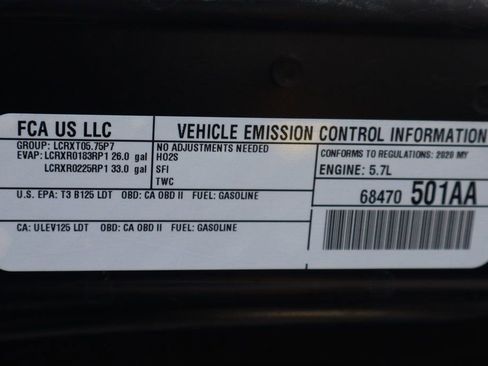 FCA US LLC
VEHICLE EMISSION CONTROL INFORMATION
GROUP: LCRXT05.75P7
EVAP: LCRXR0183RP1 26.0 gal
LCRXR0225RP1 33.0 gal
NO ADJUSTMENTS NEEDED
HO2S
SFI
TWC
CONFORMS TO REGULATIONS: 2020 MY
ENGINE: 5.7L
68470 501AA
U.S. EPA: T3 B125 LDT OBD: CA OBD II FUEL: GASOLINE
CA: ULEV125 LDT OBD: CA OBD II FUEL: GASOLINE